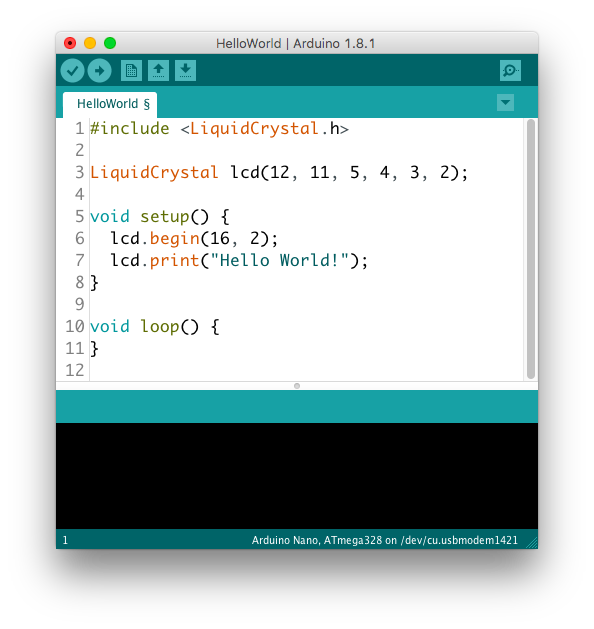 HelloWorld | Arduino 1.8.1
HelloWorld §
1 #include <LiquidCrystal.h>
2
3 LiquidCrystal lcd(12, 11, 5, 4, 3, 2);
4
5 void setup() {
6   lcd.begin(16, 2);
7   lcd.print("Hello World!");
8 }
9
10 void loop() {
11 }
12
1 Arduino Nano, ATmega328 on /dev/cu.usbmodem1421